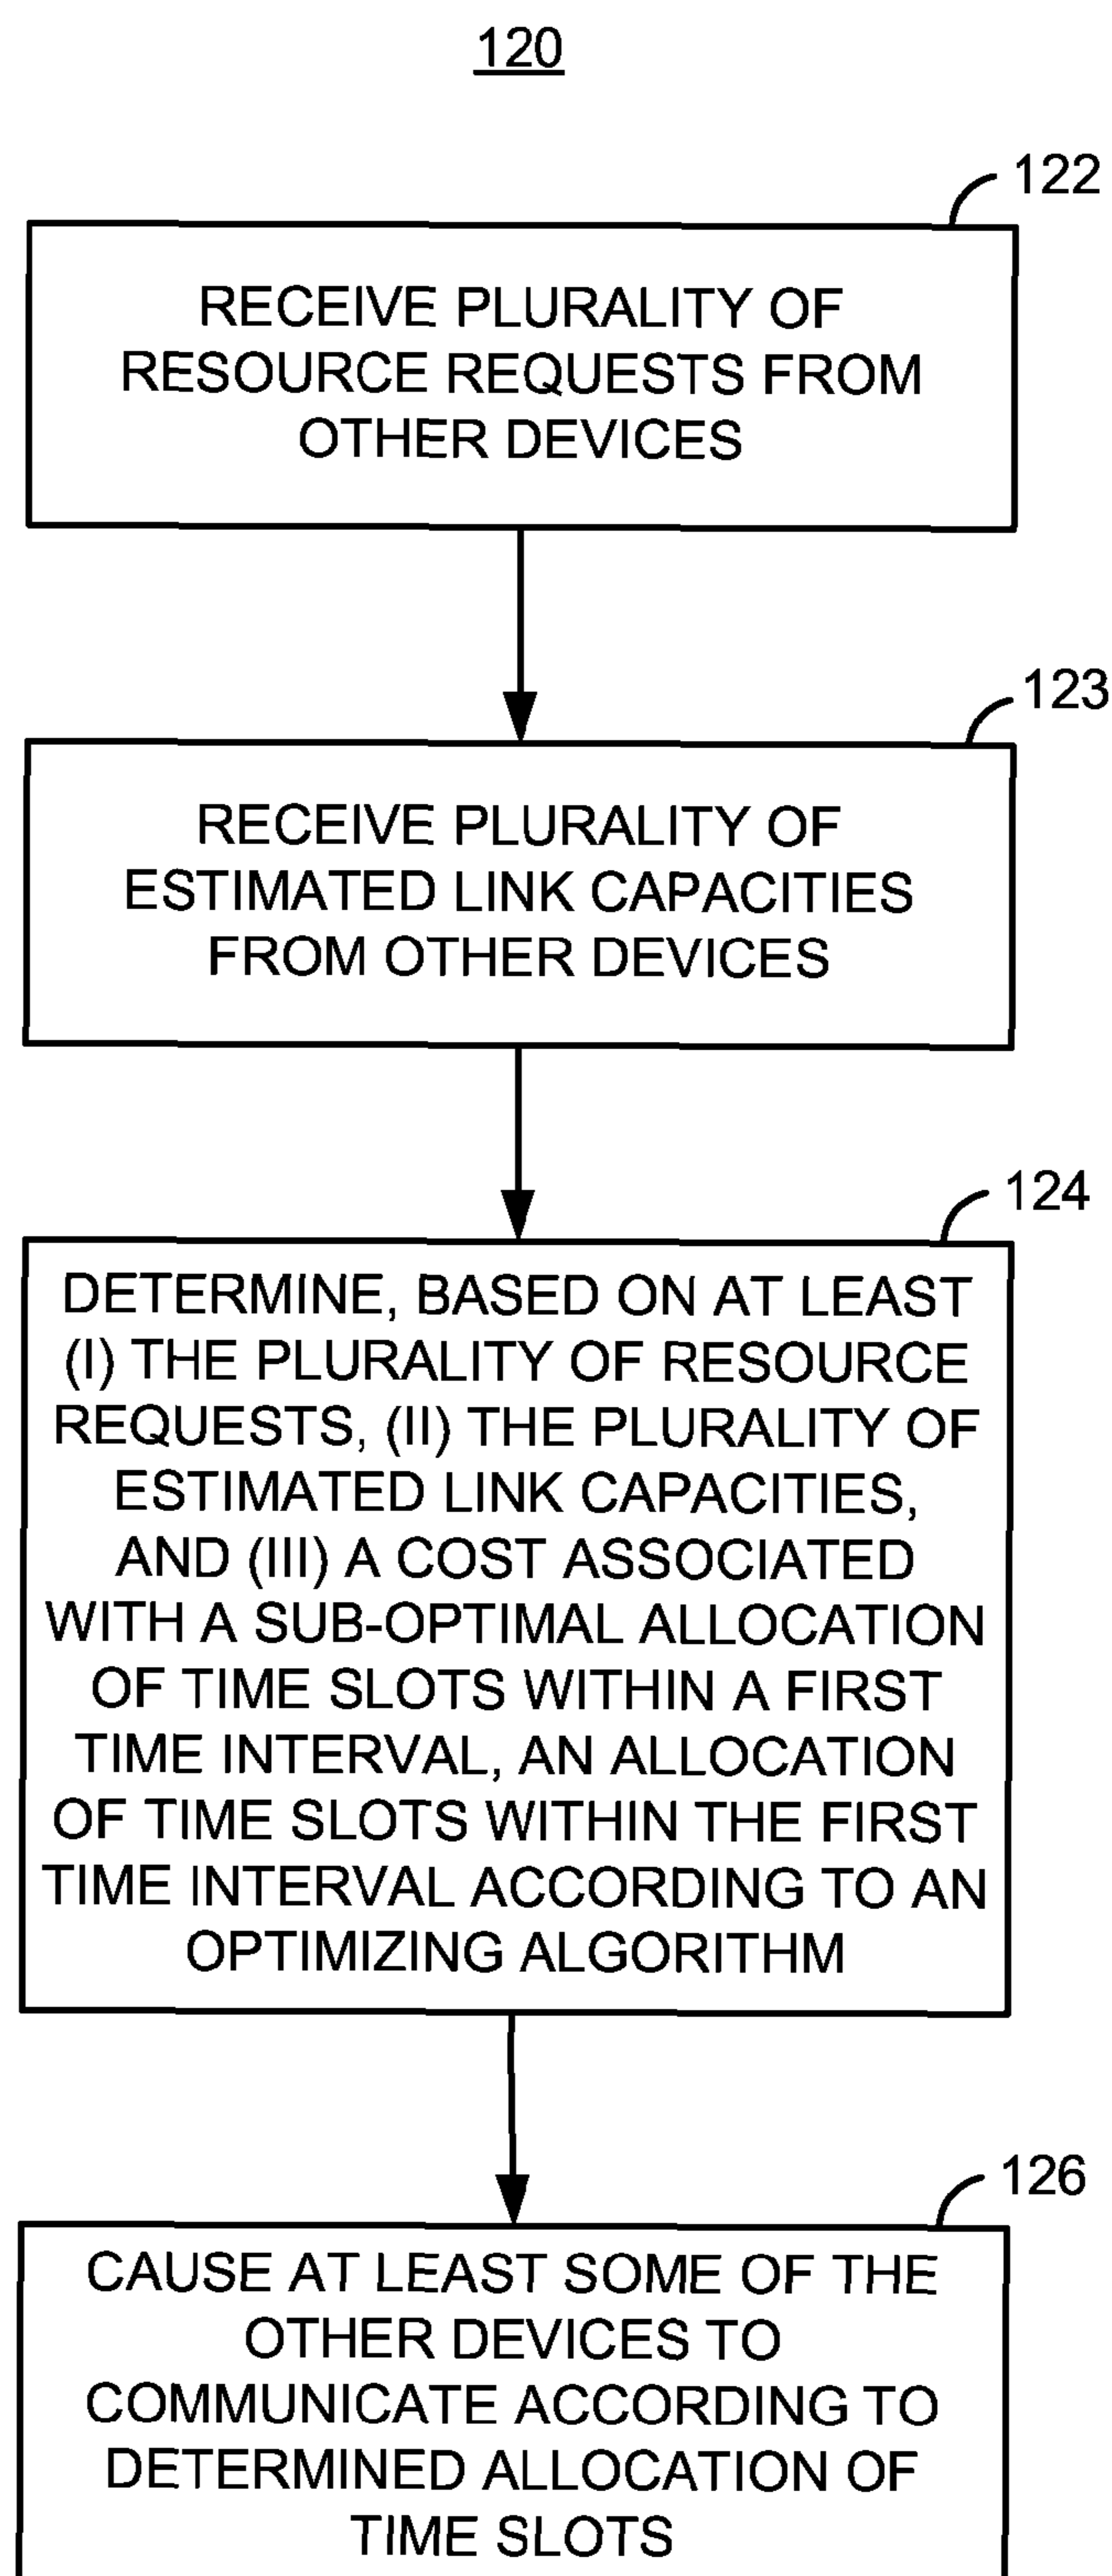 120
122
RECEIVE PLURALITY OF
RESOURCE REQUESTS FROM
OTHER DEVICES
123
RECEIVE PLURALITY OF
ESTIMATED LINK CAPACITIES
FROM OTHER DEVICES
124
DETERMINE, BASED ON AT LEAST
(I) THE PLURALITY OF RESOURCE
REQUESTS, (II) THE PLURALITY OF
ESTIMATED LINK CAPACITIES,
AND (III) A COST ASSOCIATED
WITH A SUB-OPTIMAL ALLOCATION
OF TIME SLOTS WITHIN A FIRST
TIME INTERVAL, AN ALLOCATION
OF TIME SLOTS WITHIN THE FIRST
TIME INTERVAL ACCORDING TO AN
OPTIMIZING ALGORITHM
126
CAUSE AT LEAST SOME OF THE
OTHER DEVICES TO
COMMUNICATE ACCORDING TO
DETERMINED ALLOCATION OF
TIME SLOTS